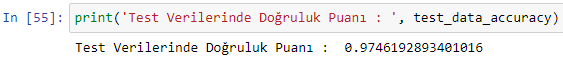 In [55]: print('Test Verilerinde Doğruluk Puanı : ', test_data_accuracy)
Test Verilerinde Doğruluk Puanı :  0.9746192893401016